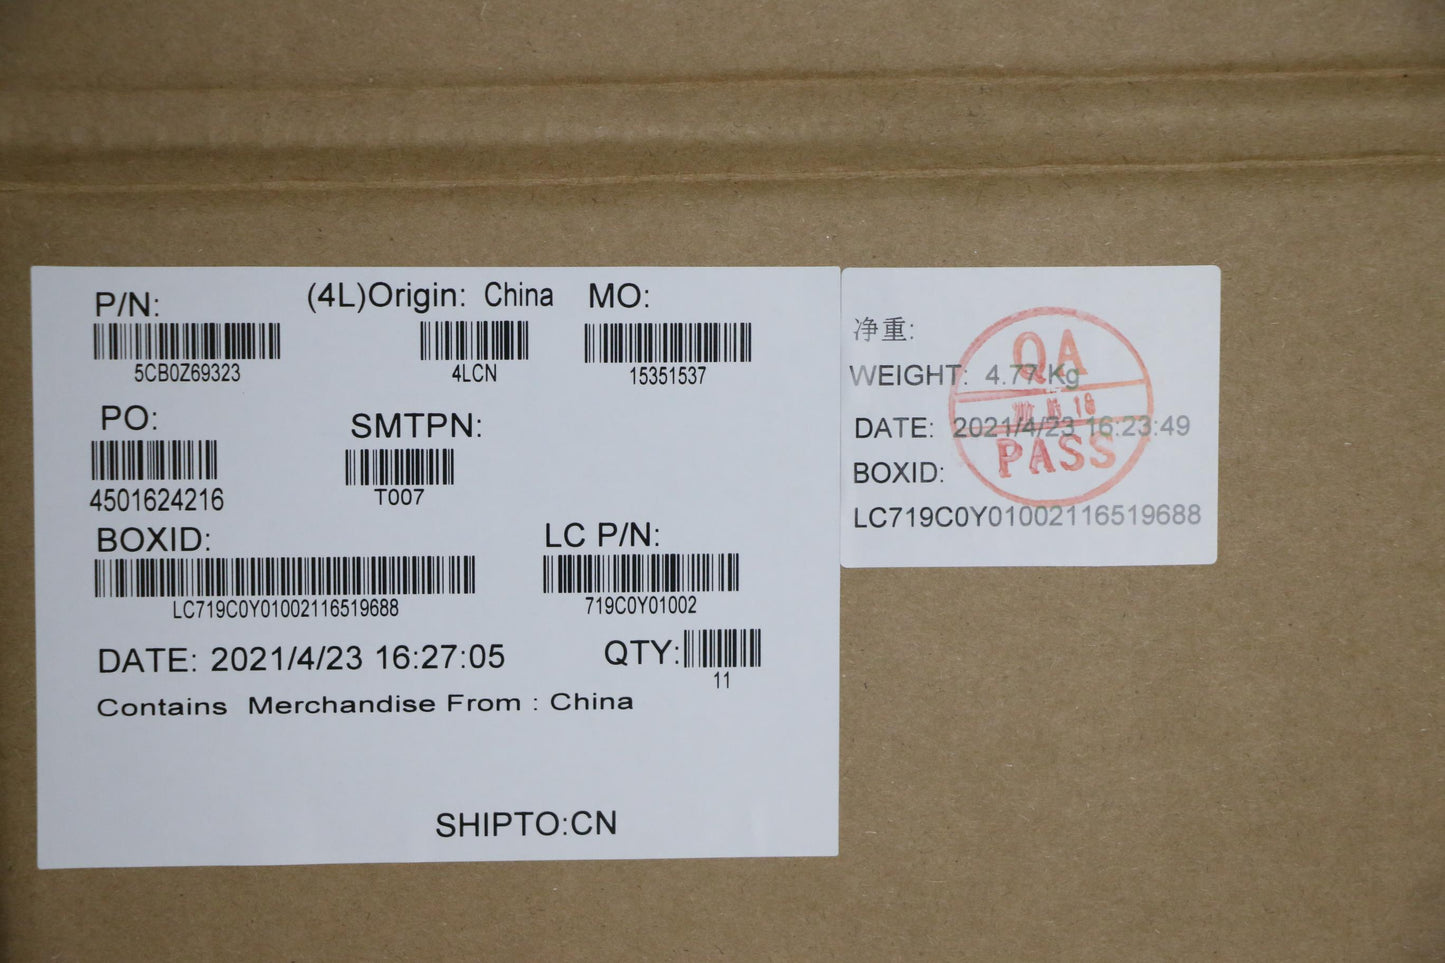 P/N: (4L)Origin: China MO:
5CB0Z69323 4LCN 15351537
PO: SMTPN:
4501624216 T007
BOXID: LC P/N:
LC719C0Y01002116519688 719C0Y01002
DATE: 2021/4/23 16:27:05 QTY:
11
Contains Merchandise From : China
SHIPTO:CN
净重:
WEIGHT: 4.77 Kg
DATE: 2021/4/23 16:23:49
BOXID:
LC719C0Y01002116519688
QA
18
PASS